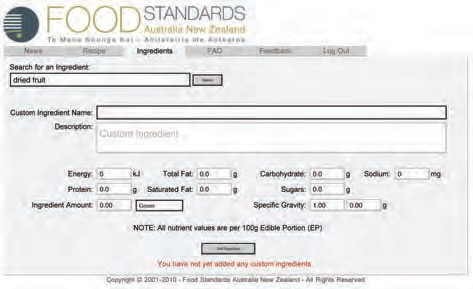 FOOD STANDARDS
Australia New Zealand
Te Mana Kounga Kai - Ahitereiria me Aotearoa
News Recipe Ingredients FAQ Feedback Log Out
Search for an Ingredient:
dried fruit
Custom Ingredient Name:
Description: Custom Ingredient
Energy: 0 kJ Total Fat: 0.0 g Carbohydrate: 0.0 g Sodium: 0 mg
Protein: 0.0 g Saturated Fat: 0.0 g Sugars: 0.0 g
Ingredient Amount: 0.00 Grams Specific Gravity: 1.00 0.00 g
NOTE: All nutrient values are per 100g Edible Portion (EP)
You have not yet added any custom ingredients.
Copyright © 2001-2010 - Food Standards Australia New Zealand - All Rights Reserved